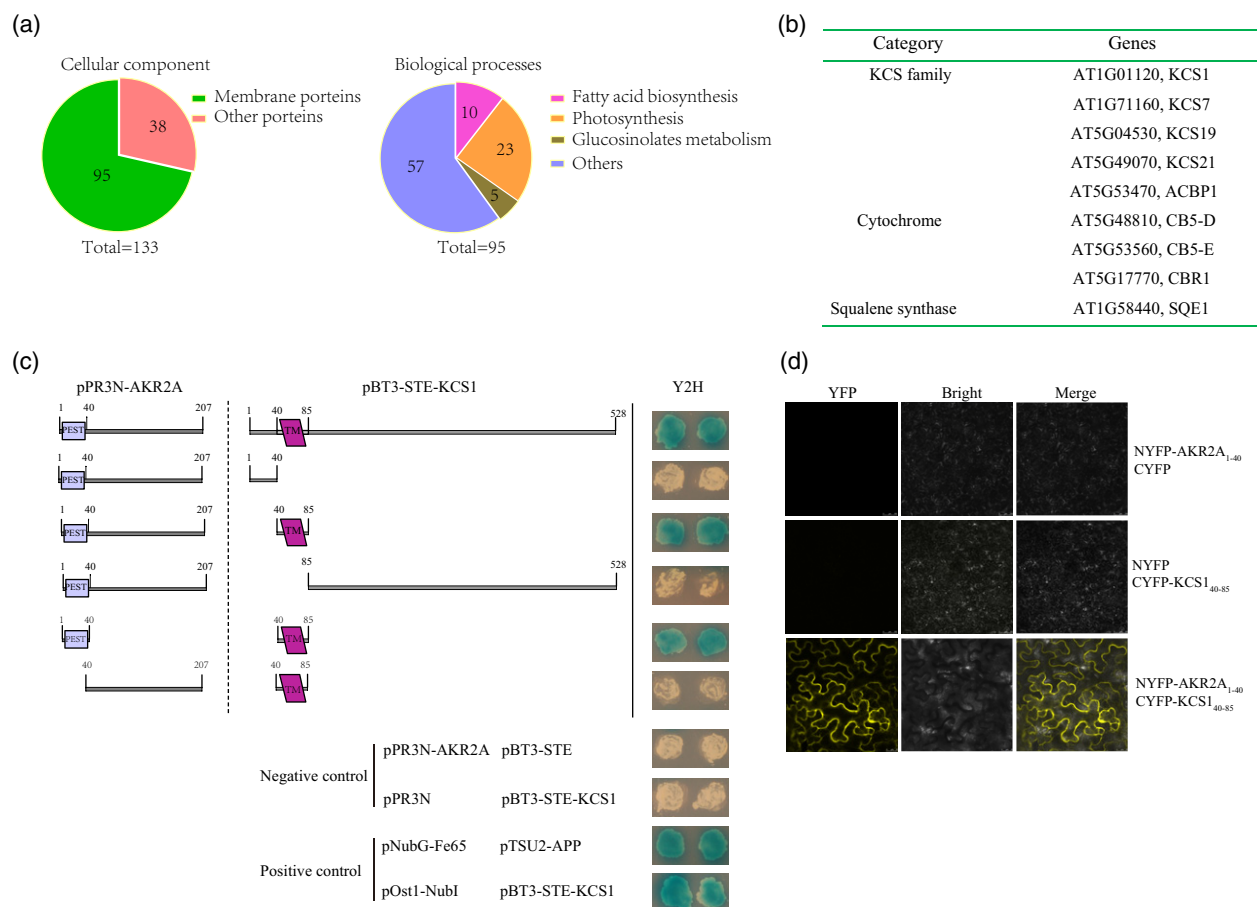 (a)
Cellular component
95
38
Membrane porteins
Other porteins
Total=133
Biological processes
10
23
5
57
Fatty acid biosynthesis
Photosynthesis
Glucosinolates metabolism
Others
Total=95
(b)
Category Genes
KCS family AT1G01120, KCS1
AT1G71160, KCS7
AT5G04530, KCS19
AT5G49070, KCS21
AT5G53470, ACBP1
Cytochrome AT5G48810, CB5-D
AT5G53560, CB5-E
AT5G17770, CBR1
Squalene synthase AT1G58440, SQE1
(c)
pPR3N-AKR2A pBT3-STE-KCS1 Y2H
1 40 207 1 40 85 528
PEST TM
1 40 207 1 40
PEST
1 40 207 40 85
PEST TM
1 40 207 85 528
PEST
1 40 40 85
PEST TM
40 207 40 85
TM
Negative control
pPR3N-AKR2A pBT3-STE
pPR3N pBT3-STE-KCS1
Positive control
pNubG-Fe65 pTSU2-APP
pOst1-NubI pBT3-STE-KCS1
(d)
YFP Bright Merge
NYFP-AKR2A1-40
CYFP
NYFP
CYFP-KCS140-85
NYFP-AKR2A1-40
CYFP-KCS140-85